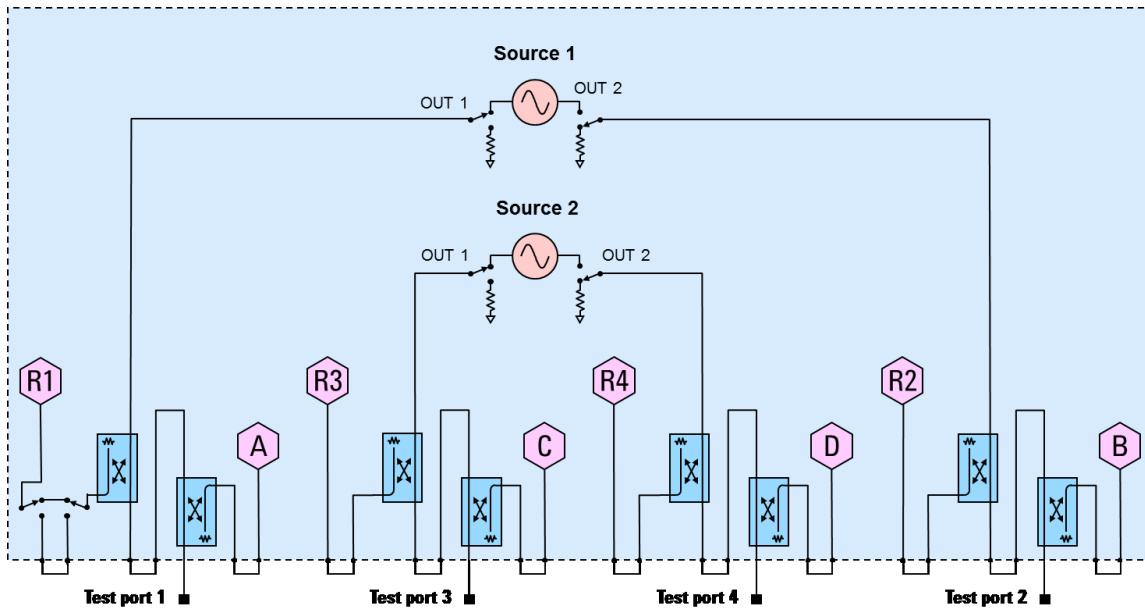 Source 1
OUT 1
OUT 2
Source 2
OUT 1
OUT 2
R1
R3
R4
R2
A
C
D
B
Test port 1
Test port 3
Test port 4
Test port 2